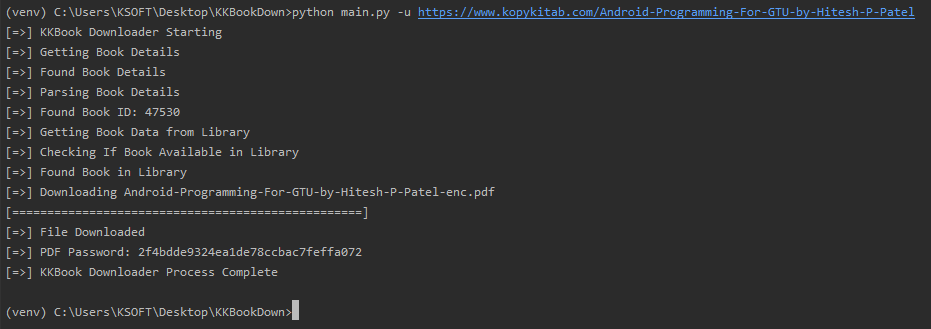 (venv) C:\Users\KSOFT\Desktop\KKBookDown>python main.py -u https://www.kopykitab.com/Android-Programming-For-GTU-by-Hitesh-P-Patel
[=>] KKBook Downloader Starting
[=>] Getting Book Details
[=>] Found Book Details
[=>] Parsing Book Details
[=>] Found Book ID: 47530
[=>] Getting Book Data from Library
[=>] Checking If Book Available in Library
[=>] Found Book in Library
[=>] Downloading Android-Programming-For-GTU-by-Hitesh-P-Patel-enc.pdf
[==================================================]
[=>] File Downloaded
[=>] PDF Password: 2f4bdde9324ea1de78ccbac7feffa072
[=>] KKBook Downloader Process Complete
(venv) C:\Users\KSOFT\Desktop\KKBookDown>